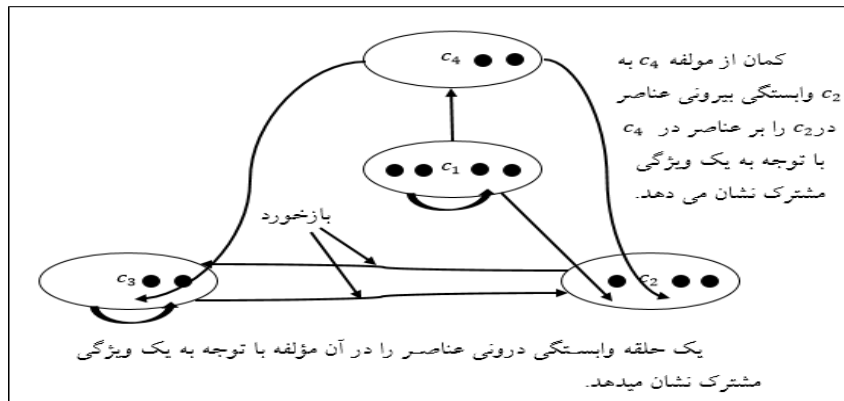 c₄
کمان از مولفه c₄ به
c₂ وابستگی بیرونی عناصر
در c₂ را بر عناصر در c₄
با توجه به یک ویژگی
مشترک نشان می دهد.
c₁
بازخورد
c₃
c₂
یک حلقه وابستگی درونی عناصر را در آن مؤلفه با توجه به یک ویژگی
مشترک نشان میدهد.